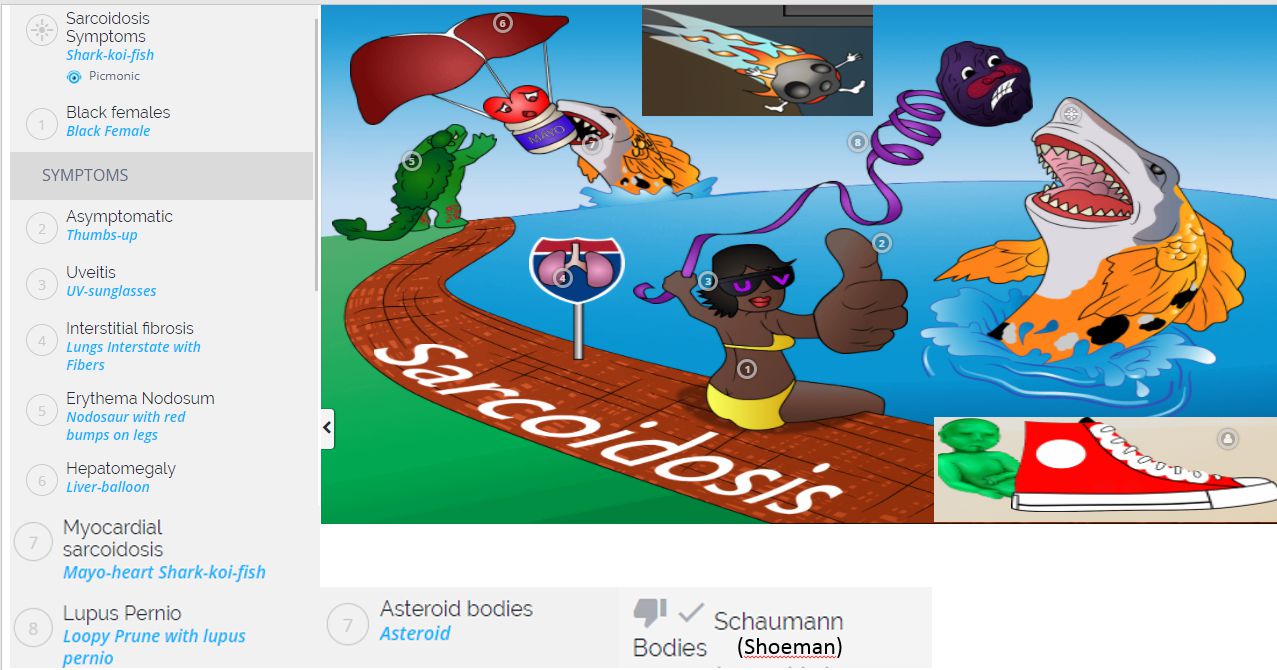 Sarcoidosis
Symptoms
Shark-koi-fish
Picmonic
1
Black females
Black Female
SYMPTOMS
2
Asymptomatic
Thumbs-up
3
Uveitis
UV-sunglasses
4
Interstitial fibrosis
Lungs Interstate with
Fibers
5
Erythema Nodosum
Nodosaur with red
bumps on legs
6
Hepatomegaly
Liver-balloon
7
Myocardial
sarcoidosis
Mayo-heart Shark-koi-fish
8
Lupus Pernio
Loopy Prune with lupus
pernio
6
MAYO
7
5
8
2
4
3
U V
1
Sarcoidosis
7
Asteroid bodies
Asteroid
Schaumann
Bodies (Shoeman)